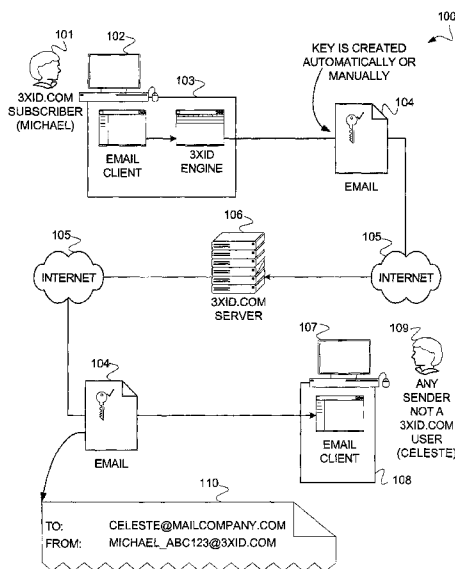 100
101
102
103
3XID.COM
SUBSCRIBER
(MICHAEL)
EMAIL
CLIENT
3XID
ENGINE
KEY IS CREATED
AUTOMATICALLY OR
MANUALLY
104
EMAIL
105
INTERNET
106
3XID.COM
SERVER
105
INTERNET
104
EMAIL
107
EMAIL
CLIENT
108
109
ANY
SENDER
NOT A
3XID.COM
USER
(CELESTE)
110
TO: CELESTE@MAILCOMPANY.COM
FROM: MICHAEL_ABC123@3XID.COM